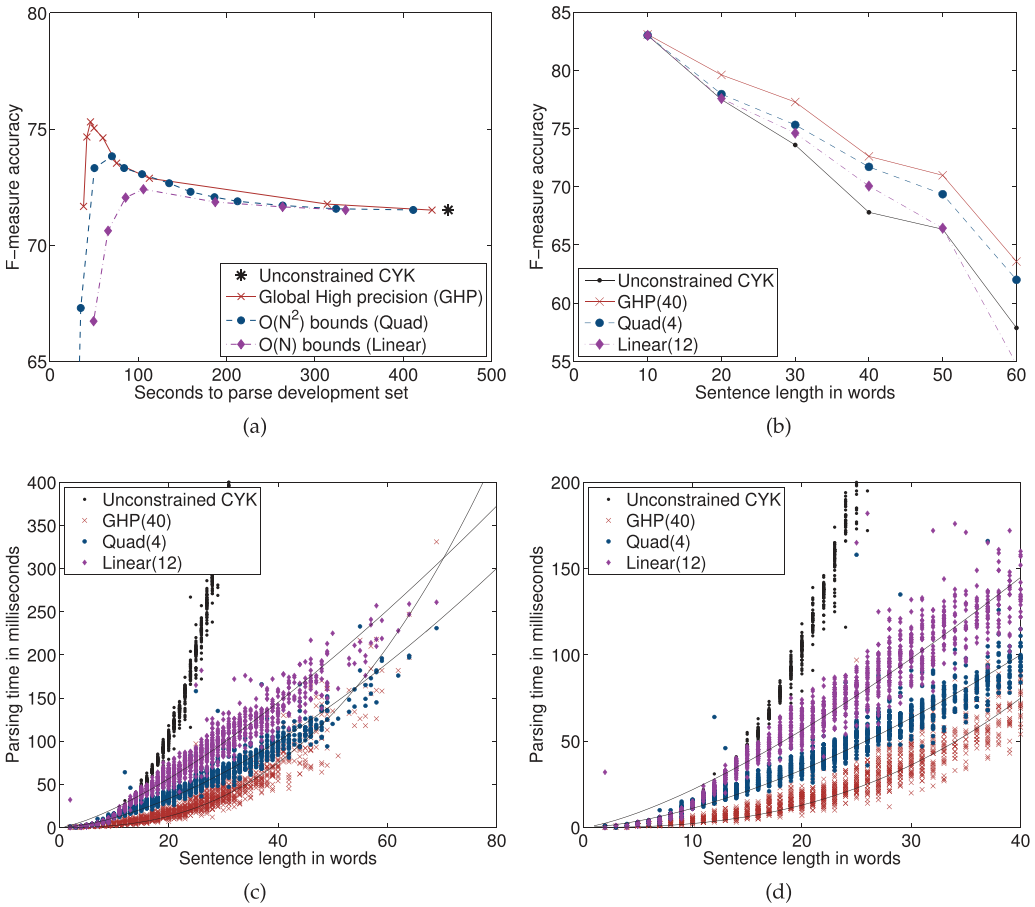 80
75
70
65
F-measure accuracy
0 100 200 300 400 500
Seconds to parse development set
Unconstrained CYK
Global High precision (GHP)
O(N²) bounds (Quad)
O(N) bounds (Linear)
(a)
85
80
75
70
65
60
55
F-measure accuracy
0 10 20 30 40 50 60
Sentence length in words
Unconstrained CYK
GHP(40)
Quad(4)
Linear(12)
(b)
400
350
300
250
200
150
100
50
0
Parsing time in milliseconds
0 20 40 60 80
Sentence length in words
Unconstrained CYK
GHP(40)
Quad(4)
Linear(12)
(c)
200
150
100
50
0
Parsing time in milliseconds
0 10 20 30 40
Sentence length in words
Unconstrained CYK
GHP(40)
Quad(4)
Linear(12)
(d)